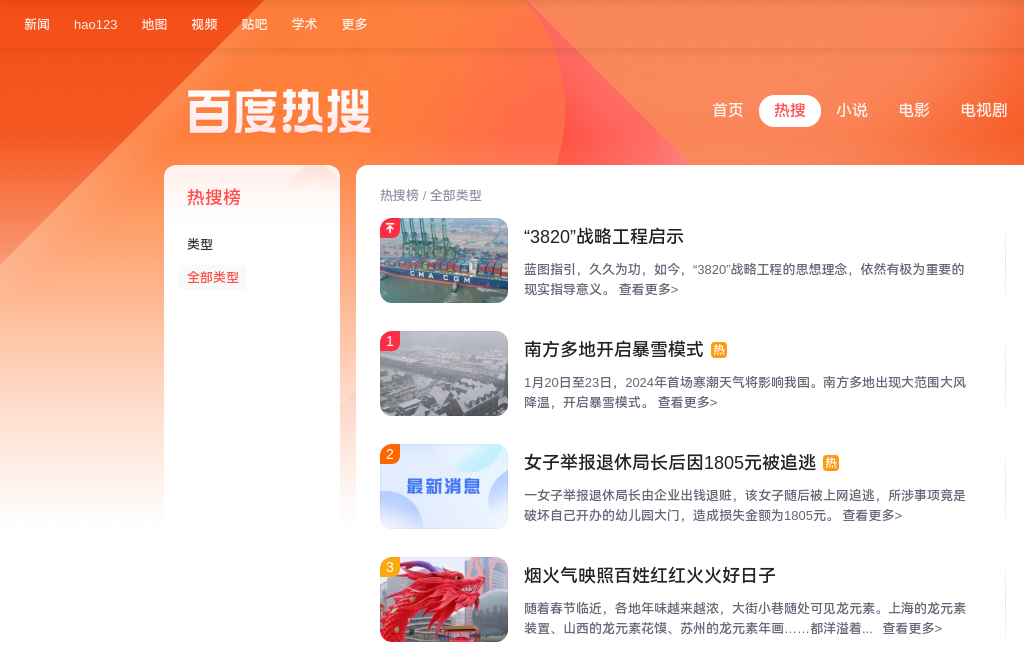 新闻 hao123 地图 视频 贴吧 学术 更多
百度热搜
首页 热搜 小说 电影 电视剧
热搜榜
类型
全部类型
热搜榜 / 全部类型
CMA CGM
“3820”战略工程启示
蓝图指引，久久为功，如今，“3820”战略工程的思想理念，依然有极为重要的
现实指导意义。 查看更多>
1
南方多地开启暴雪模式 热
1月20日至23日，2024年首场寒潮天气将影响我国。南方多地出现大范围大风
降温，开启暴雪模式。 查看更多>
2
最新消息
女子举报退休局长后因1805元被追逃 热
一女子举报退休局长由企业出钱退赃，该女子随后被上网追逃，所涉事项竟是
破坏自己开办的幼儿园大门，造成损失金额为1805元。 查看更多>
3
烟火气映照百姓红红火火好日子
随着春节临近，各地年味越来越浓，大街小巷随处可见龙元素。上海的龙元素
装置、山西的龙元素花馍、苏州的龙元素年画……都洋溢着... 查看更多>